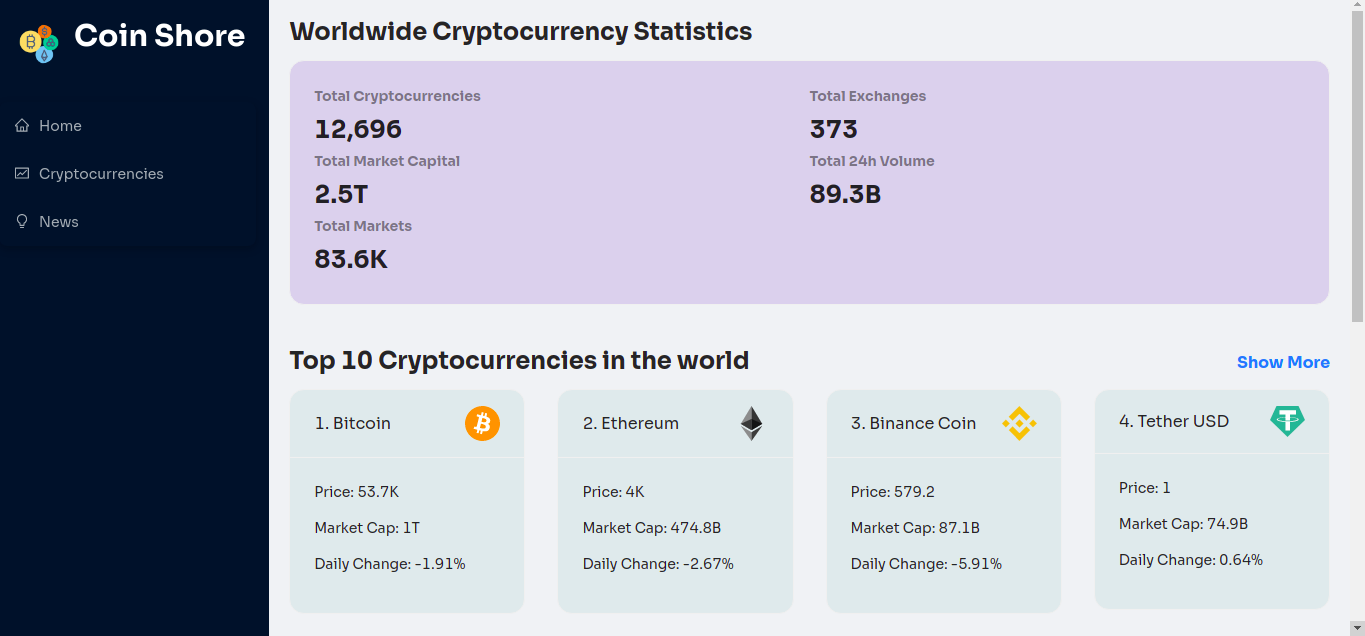 Coin Shore
Home
Cryptocurrencies
News
Worldwide Cryptocurrency Statistics
Total Cryptocurrencies
12,696
Total Exchanges
373
Total Market Capital
2.5T
Total 24h Volume
89.3B
Total Markets
83.6K
Top 10 Cryptocurrencies in the world
Show More
1. Bitcoin
Price: 53.7K
Market Cap: 1T
Daily Change: -1.91%
2. Ethereum
Price: 4K
Market Cap: 474.8B
Daily Change: -2.67%
3. Binance Coin
Price: 579.2
Market Cap: 87.1B
Daily Change: -5.91%
4. Tether USD
Price: 1
Market Cap: 74.9B
Daily Change: 0.64%